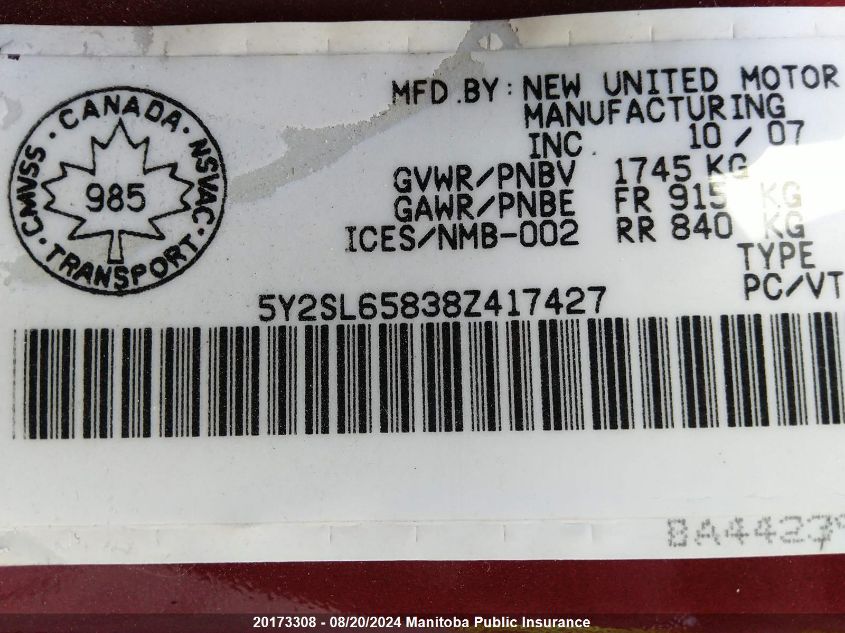 CANADA · NSVAC · TRANSPORT · CMVSS ·
985
MFD.BY: NEW UNITED MOTOR
MANUFACTURING
INC. 10 / 07
GVWR/PNBV 1745 KG
GAWR/PNBE FR 915 KG
ICES/NMB-002 RR 840 KG
TYPE
PC/VT
5Y2SL65838Z417427
20173308 - 08/20/2024 Manitoba Public Insurance